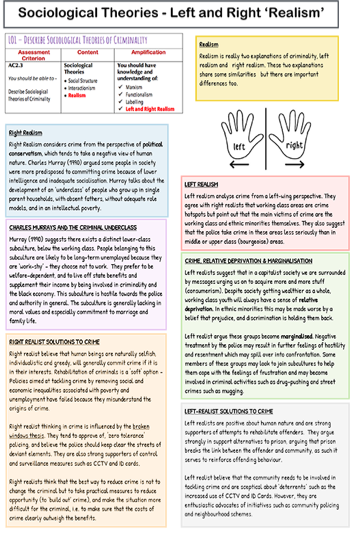 Sociological Theories - Left and Right 'Realism'
LO1 - DESCRIBE SOCIOLOGICAL THEORIES OF CRIMINALITY
Assessment Criterion
Content
Amplification
AC2.3
You should be able to -
Describe Sociological Theories of Criminality
Sociological Theories
• Social Structure
• Interactionism
• Realism
You should have knowledge and understanding of:
✓ Marxism
✓ Functionalism
✓ Labelling
✓ Left and Right Realism
Realism
Realism is really two explanations of criminality, left
realism and right realism. These two explanations
share some similarities but there are important
differences too.
left
right
Right Realism
Right Realism considers crime from the perspective of political
conservatism, which tends to take a negative view of human
nature. Charles Murray (1990) argued some people in society
were more predisposed to committing crime because of lower
intelligence and inadequate socialisation. Murray talks about the
development of an 'underclass' of people who grow up in single
parent households, with absent fathers, without adequate role
models, and in an intellectual poverty.
CHARLES MURRAYS AND THE CRIMINAL UNDERCLASS
Murray (1990) suggests there exists a distinct lower-class
subculture, below the working class. People belonging to this
subculture are likely to be long-term unemployed because they
are 'work-shy' - they choose not to work. They prefer to be
welfare-dependent, and to live off state benefits and
supplement their income by being involved in criminality and
the black economy. This subculture is hostile towards the police
and authority in general. The subculture is generally lacking in
moral values and especially commitment to marriage and
family life.
RIGHT REALIST SOLUTIONS TO CRIME
Right realist believe that human beings are naturally selfish,
individualistic and greedy, will generally commit crime if it is
in their interests. Rehabilitation of criminals is a 'soft' option -
Policies aimed at tackling crime by removing social and
economic inequalities associated with poverty and
unemployment have failed because they misunderstand the
origins of crime.
Right realist thinking in crime is influenced by the broken
windows thesis. They tend to approve of, 'zero tolerance'
policing, and believe the police should keep the clear streets of
deviant elements. They are also strong supporters of control
and surveillance measures such as CCTV and ID cards.
Right realists think that the best way to reduce crime is not to
change the criminal but to take practical measures to reduce
opportunity (to 'build out' crime), and make the situation more
difficult for the criminal, i.e. to make sure that the costs of
crime clearly outweigh the benefits.
LEFT REALISM
Left realism analyse crime from a left-wing perspective. They
agree with right realists that working class areas are crime
hotspots but point out that the main victims of crime are the
working class and ethnic minorities themselves. They also suggest
that the police take crime in these areas less seriously than in
middle or upper class (bourgeoise) areas.
CRIME, RELATIVE DEPRIVATION & MARGINALISATION
Left realists suggest that in a capitalist society we are surrounded
by messages urging us on to acquire more and more stuff
(consumerism). Despite society getting wealthier as a whole,
working class youth will always have a sense of relative
deprivation. In ethnic minorities this may be made worse by a
belief that prejudice, and discrimination is holding them back.
Left realist argue these groups become marginalised. Negative
treatment by the police may result in further feelings of hostility
and resentment which may spill over into confrontation. Some
members of these groups may look to join subcultures to help
them cope with the feelings of frustration and may become
involved in criminal activities such as drug-pushing and street
crimes such as mugging.
LEFT-REALIST SOLUTIONS TO CRIME
Left realists are positive about human nature and are strong
supporters of attempts to rehabilitate offenders. They argue
strongly in support alternatives to prison, arguing that prison
breaks the link between the offender and community, as such it
serves to reinforce offending behaviour.
Left realist believe that the community needs to be involved in
tackling crime and are sceptical about 'deterrents' such as the
increased use of CCTV and ID Cards. However, they are
enthusiastic advocates of initiatives such as community policing
and neighbourhood schemes.